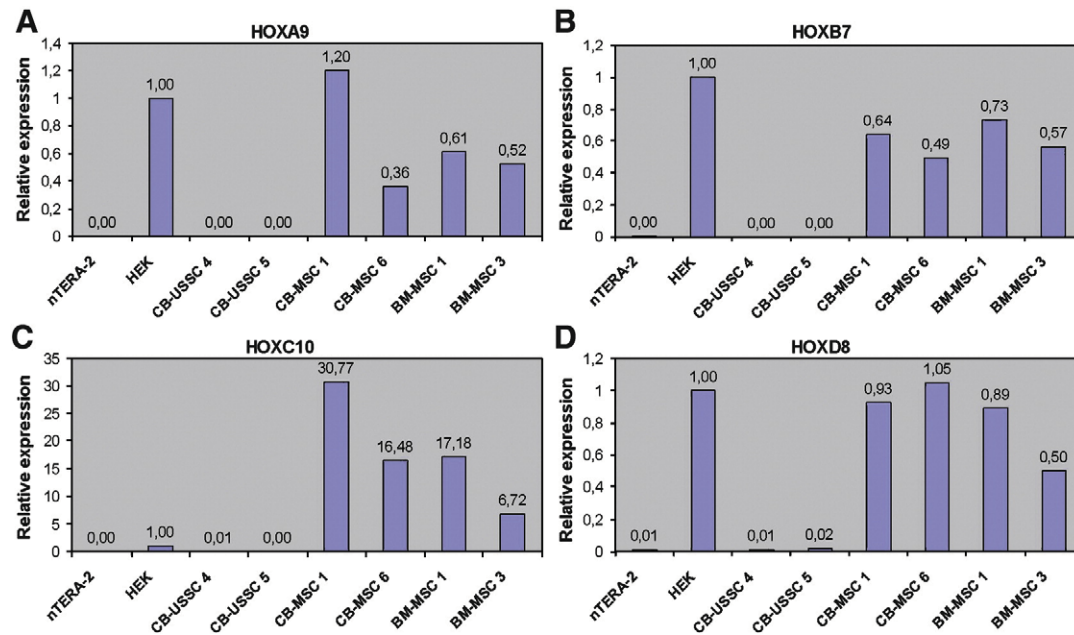 A
HOXA9
Relative expression
1,4
1,2
1
0,8
0,6
0,4
0,2
0
0,00
1,00
0,00
0,00
1,20
0,36
0,61
0,52
nTERA-2
HEK
CB-USSC 4
CB-USSC 5
CB-MSC 1
CB-MSC 6
BM-MSC 1
BM-MSC 3
B
HOXB7
Relative expression
1,2
1
0,8
0,6
0,4
0,2
0
0,00
1,00
0,00
0,00
0,64
0,49
0,73
0,57
nTERA-2
HEK
CB-USSC 4
CB-USSC 5
CB-MSC 1
CB-MSC 6
BM-MSC 1
BM-MSC 3
C
HOXC10
Relative expression
35
30
25
20
15
10
5
0
0,00
1,00
0,01
0,00
30,77
16,48
17,18
6,72
nTERA-2
HEK
CB-USSC 4
CB-USSC 5
CB-MSC 1
CB-MSC 6
BM-MSC 1
BM-MSC 3
D
HOXD8
Relative expression
1,2
1
0,8
0,6
0,4
0,2
0
0,01
1,00
0,01
0,02
0,93
1,05
0,89
0,50
nTERA-2
HEK
CB-USSC 4
CB-USSC 5
CB-MSC 1
CB-MSC 6
BM-MSC 1
BM-MSC 3